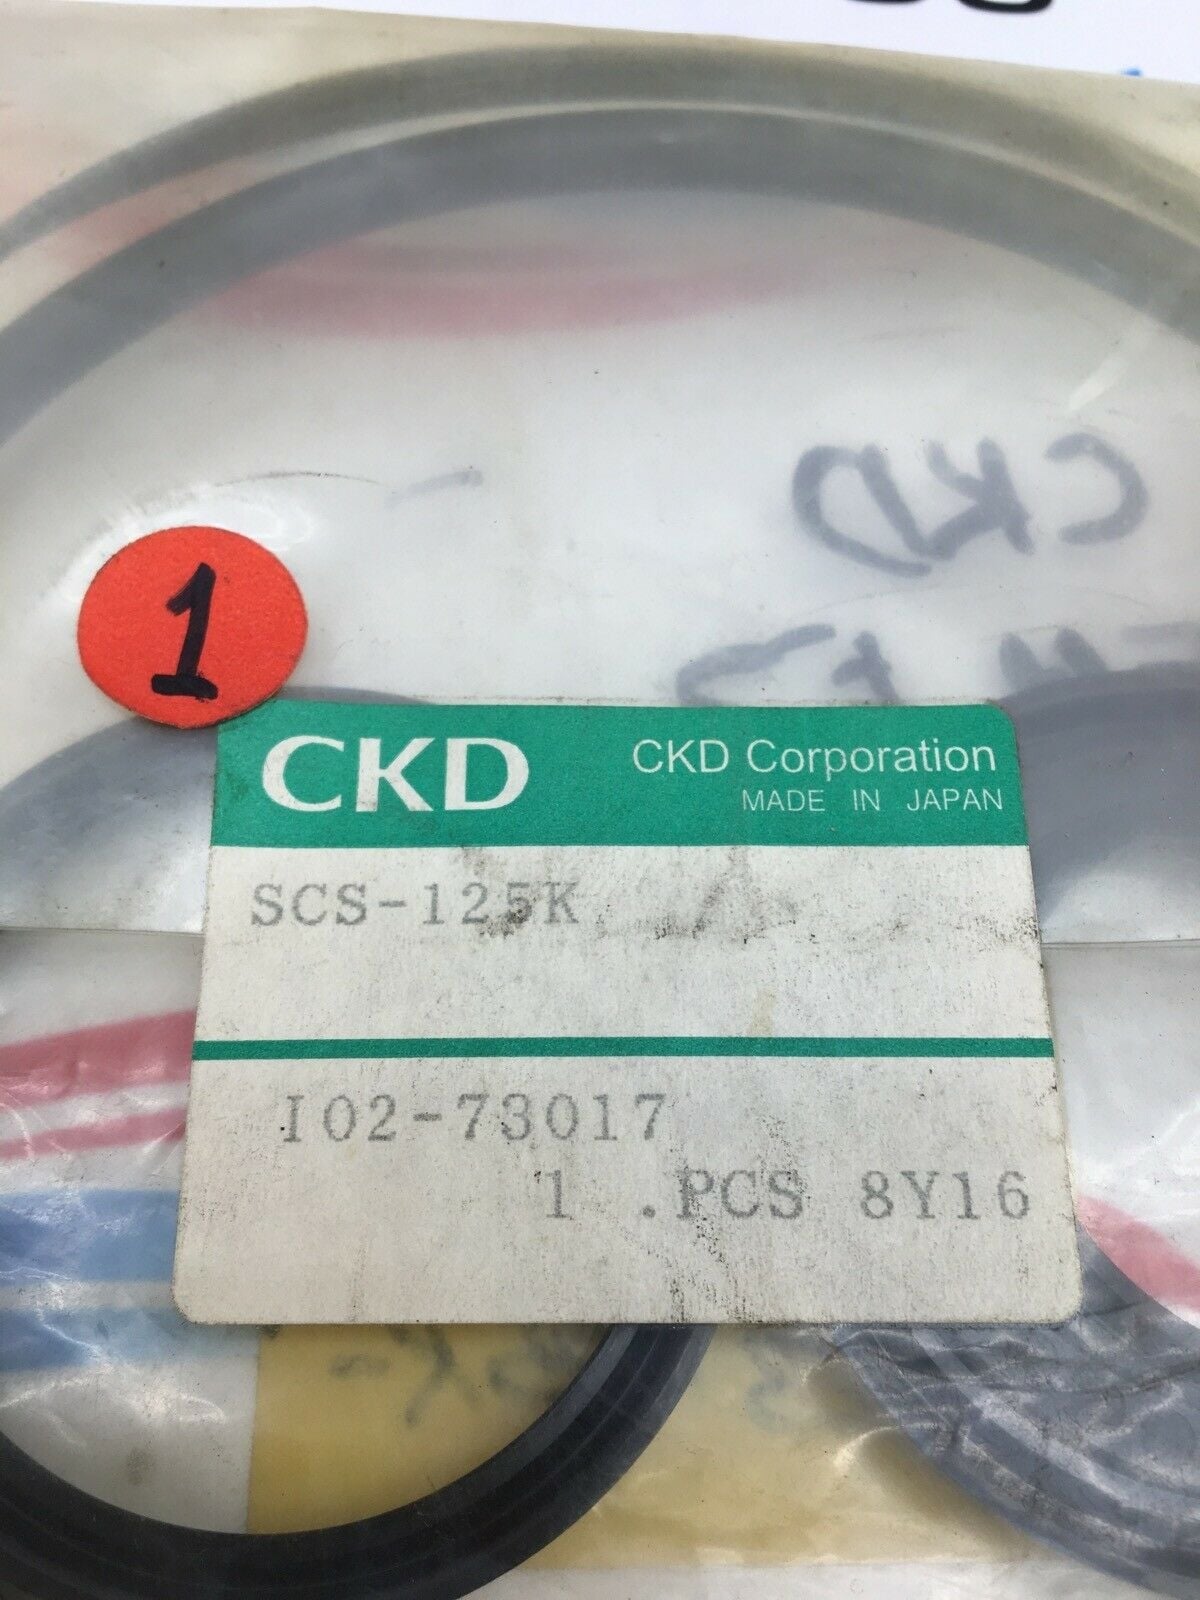 CKD
1
CKD CKD Corporation
MADE IN JAPAN
SCS-125K
I02-73017
1 .PCS 8Y16